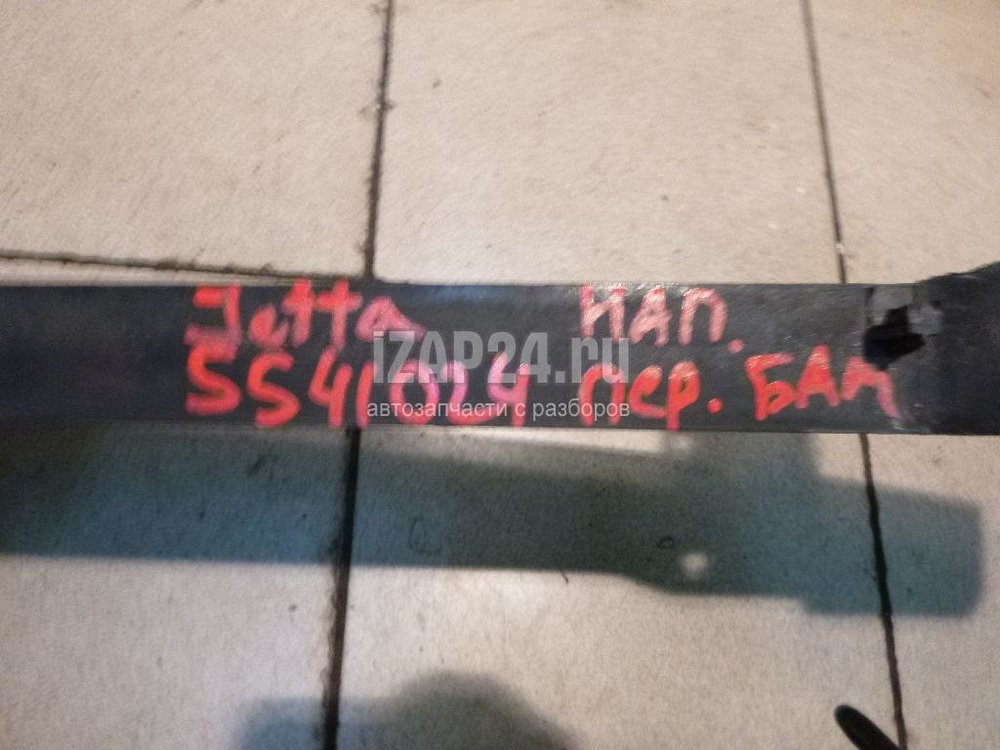 Jetta НАП.
5541024 Пер. БАМ
iZAP24.ru
автозапчасти с разборов